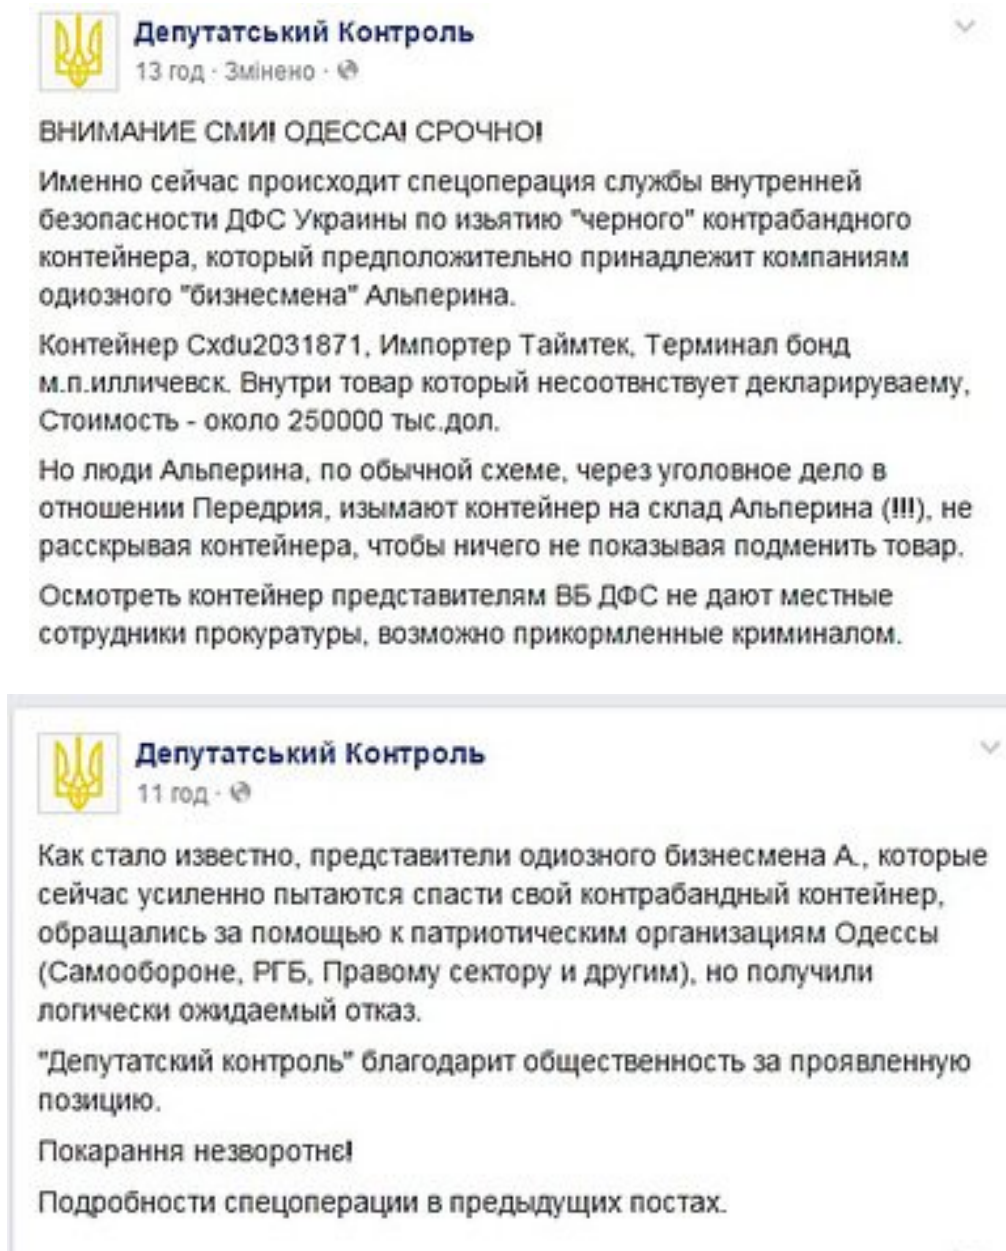 Депутатський Контроль
13 год · Змінено ·
ВНИМАНИЕ СМИ! ОДЕССА! СРОЧНО!
Именно сейчас происходит спецоперация службы внутренней
безопасности ДФС Украины по изьятию "черного" контрабандного
контейнера, который предположительно принадлежит компаниям
одиозного "бизнесмена" Альперина.
Контейнер Cxdu2031871, Импортер Таймтек, Терминал бонд
м.п.илличевск. Внутри товар который несоотвнствует декларируваему,
Стоимость - около 250000 тыс.дол.
Но люди Альперина, по обычной схеме, через уголовное дело в
отношении Передрия, изымают контейнер на склад Альперина (!!!), не
расскрывая контейнера, чтобы ничего не показывая подменить товар.
Осмотреть контейнер представителям ВБ ДФС не дают местные
сотрудники прокуратуры, возможно прикормленные криминалом.
Депутатський Контроль
11 год ·
Как стало известно, представители одиозного бизнесмена А., которые
сейчас усиленно пытаются спасти свой контрабандный контейнер,
обращались за помощью к патриотическим организациям Одессы
(Самообороне, РГБ, Правому сектору и другим), но получили
логически ожидаемый отказ.
"Депутатский контроль" благодарит общественность за проявленную
позицию.
Покарання незворотнє!
Подробности спецоперации в предыдущих постах.